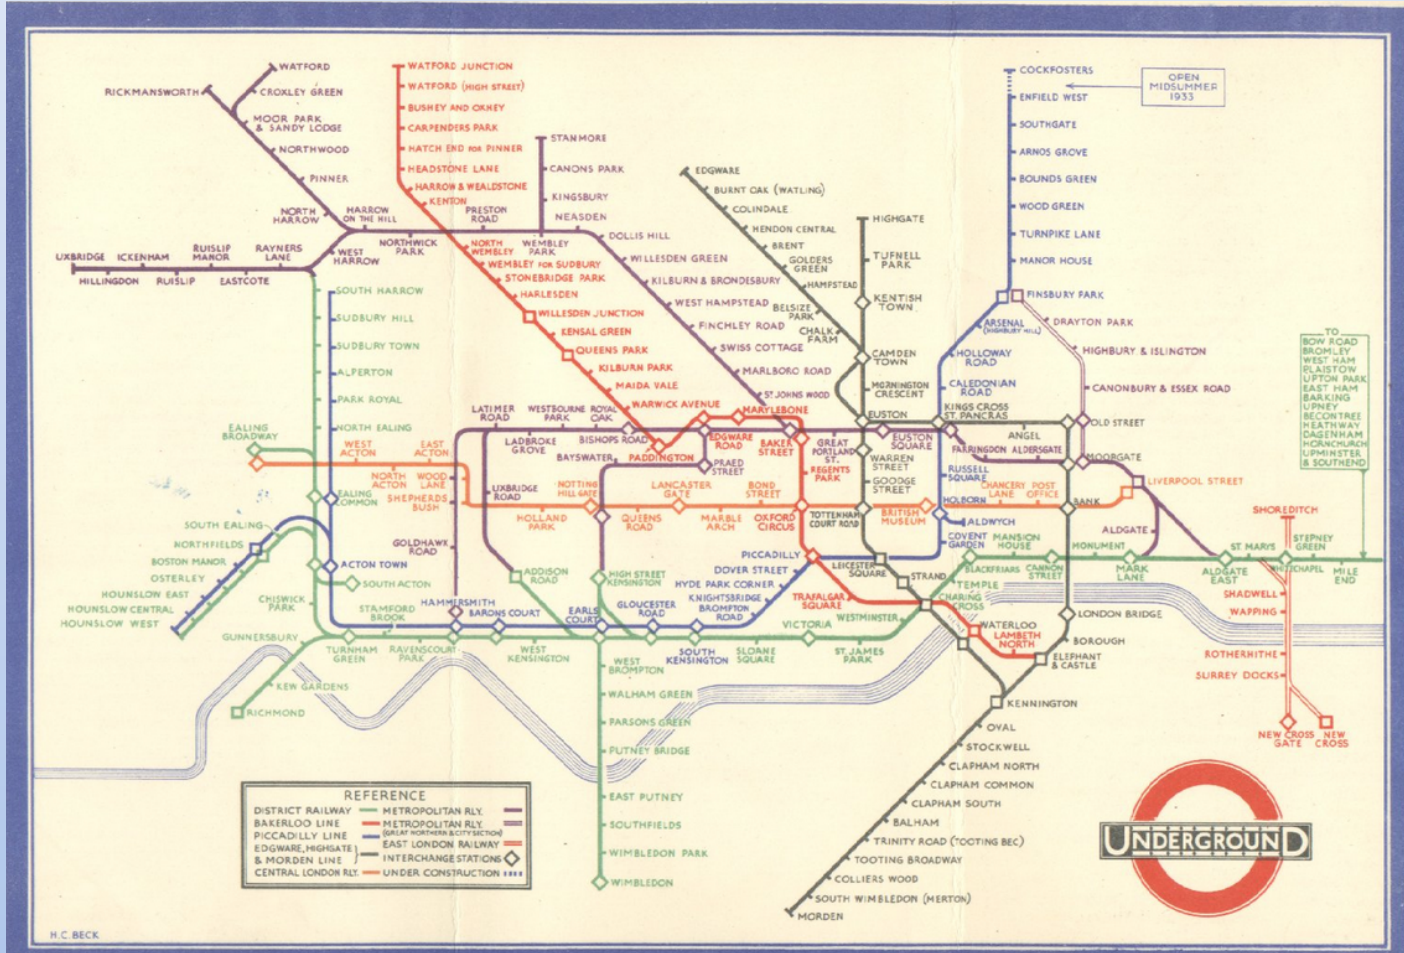 WATFORD
CROXLEY GREEN
RICKMANSWORTH
MOOR PARK
& SANDY LODGE
NORTHWOOD
PINNER
NORTH
HARROW
HARROW
ON THE HILL
NORTHWICK
PARK
PRESTON
ROAD
WEMBLEY
PARK
NEASDEN
STANMORE
CANONS PARK
KINGSBURY
DOLLIS HILL
WILLESDEN GREEN
KILBURN & BRONDESBURY
WEST HAMPSTEAD
FINCHLEY ROAD
SWISS COTTAGE
MARLBORO ROAD
ST. JOHNS WOOD
UXBRIDGE
HILLINGDON
ICKENHAM
RUISLIP
RUISLIP
MANOR
EASTCOTE
RAYNERS
LANE
WEST
HARROW
WATFORD JUNCTION
WATFORD (HIGH STREET)
BUSHEY AND OXHEY
CARPENDERS PARK
HATCH END FOR PINNER
HEADSTONE LANE
HARROW & WEALDSTONE
KENTON
NORTH
WEMBLEY
WEMBLEY FOR SUDBURY
STONEBRIDGE PARK
HARLESDEN
WILLESDEN JUNCTION
KENSAL GREEN
QUEENS PARK
KILBURN PARK
MAIDA VALE
WARWICK AVENUE
PADDINGTON
EDGWARE
ROAD
MARYLEBONE
BAKER
STREET
REGENTS
PARK
OXFORD
CIRCUS
EDGWARE
BURNT OAK (WATLING)
COLINDALE
HENDON CENTRAL
BRENT
GOLDERS
GREEN
HAMPSTEAD
BELSIZE
PARK
CHALK
FARM
HIGHGATE
TUFNELL
PARK
KENTISH
TOWN
CAMDEN
TOWN
MORNINGTON
CRESCENT
EUSTON
WARREN
STREET
GOODGE
STREET
TOTTENHAM
COURT ROAD
LEICESTER
SQUARE
STRAND
CHARING
CROSS
WATERLOO
LAMBETH
NORTH
ELEPHANT
& CASTLE
COCKFOSTERS
OPEN
MIDSUMMER
1933
ENFIELD WEST
SOUTHGATE
ARNOS GROVE
BOUNDS GREEN
WOOD GREEN
TURNPIKE LANE
MANOR HOUSE
FINSBURY PARK
ARSENAL
(HIGHBURY HILL)
HOLLOWAY
ROAD
CALEDONIAN
ROAD
KINGS CROSS
ST. PANCRAS
DRAYTON PARK
HIGHBURY & ISLINGTON
CANONBURY & ESSEX ROAD
OLD STREET
MOORGATE
ANGEL
TO
BOW ROAD
BROMLEY
WEST HAM
PLAISTOW
UPTON PARK
EAST HAM
BARKING
UPNEY
BECONTREE
HEATHWAY
DAGENHAM
HORNCHURCH
UPMINSTER
& SOUTHEND
SOUTH HARROW
SUDBURY HILL
SUDBURY TOWN
ALPERTON
PARK ROYAL
NORTH EALING
EALING
BROADWAY
EALING
COMMON
ACTON TOWN
SOUTH ACTON
CHISWICK
PARK
SOUTH EALING
NORTHFIELDS
BOSTON MANOR
OSTERLEY
HOUNSLOW EAST
HOUNSLOW CENTRAL
HOUNSLOW WEST
WEST
ACTON
NORTH
ACTON
EAST
ACTON
WOOD
LANE
SHEPHERDS
BUSH
HOLLAND
PARK
NOTTING
HILL GATE
QUEENS
ROAD
LANCASTER
GATE
MARBLE
ARCH
BOND
STREET
BRITISH
MUSEUM
CHANCERY
LANE
POST
OFFICE
BANK
LIVERPOOL STREET
LATIMER
ROAD
LADBROKE
GROVE
WESTBOURNE
PARK
ROYAL
OAK
BISHOPS ROAD
BAYSWATER
PRAED
STREET
GREAT
PORTLAND
ST.
EUSTON
SQUARE
FARRINGDON
ALDERSGATE
RUSSELL
SQUARE
HOLBORN
ALDWYCH
COVENT
GARDEN
UXBRIDGE
ROAD
GOLDHAWK
ROAD
HAMMERSMITH
ADDISON
ROAD
HIGH STREET
KENSINGTON
PICCADILLY
DOVER STREET
HYDE PARK CORNER
KNIGHTSBRIDGE
BROMPTON
ROAD
TRAFALGAR
SQUARE
GUNNERSBURY
KEW GARDENS
RICHMOND
TURNHAM
GREEN
STAMFORD
BROOK
RAVENSCOURT
PARK
BARONS COURT
WEST
KENSINGTON
EARLS
COURT
GLOUCESTER
ROAD
SOUTH
KENSINGTON
SLOANE
SQUARE
VICTORIA
ST. JAMES
PARK
WESTMINSTER
TEMPLE
BLACKFRIARS
MANSION
HOUSE
CANNON
STREET
MONUMENT
MARK
LANE
ALDGATE
ALDGATE
EAST
ST. MARYS
WHITECHAPEL
STEPNEY
GREEN
MILE
END
SHOREDITCH
SHADWELL
WAPPING
ROTHERHITHE
SURREY DOCKS
NEW CROSS
GATE
NEW
CROSS
WEST
BROMPTON
WALHAM GREEN
PARSONS GREEN
PUTNEY BRIDGE
EAST PUTNEY
SOUTHFIELDS
WIMBLEDON PARK
WIMBLEDON
LONDON BRIDGE
BOROUGH
KENNINGTON
OVAL
STOCKWELL
CLAPHAM NORTH
CLAPHAM COMMON
CLAPHAM SOUTH
BALHAM
TRINITY ROAD (TOOTING BEC)
TOOTING BROADWAY
COLLIERS WOOD
SOUTH WIMBLEDON (MERTON)
MORDEN
REFERENCE
DISTRICT RAILWAY
BAKERLOO LINE
PICCADILLY LINE
EDGWARE, HIGHGATE
& MORDEN LINE
CENTRAL LONDON RLY.
METROPOLITAN RLY.
METROPOLITAN RLY.
(GREAT NORTHERN & CITY SECTION)
EAST LONDON RAILWAY
INTERCHANGE STATIONS
UNDER CONSTRUCTION
UNDERGROUND
H.C. BECK